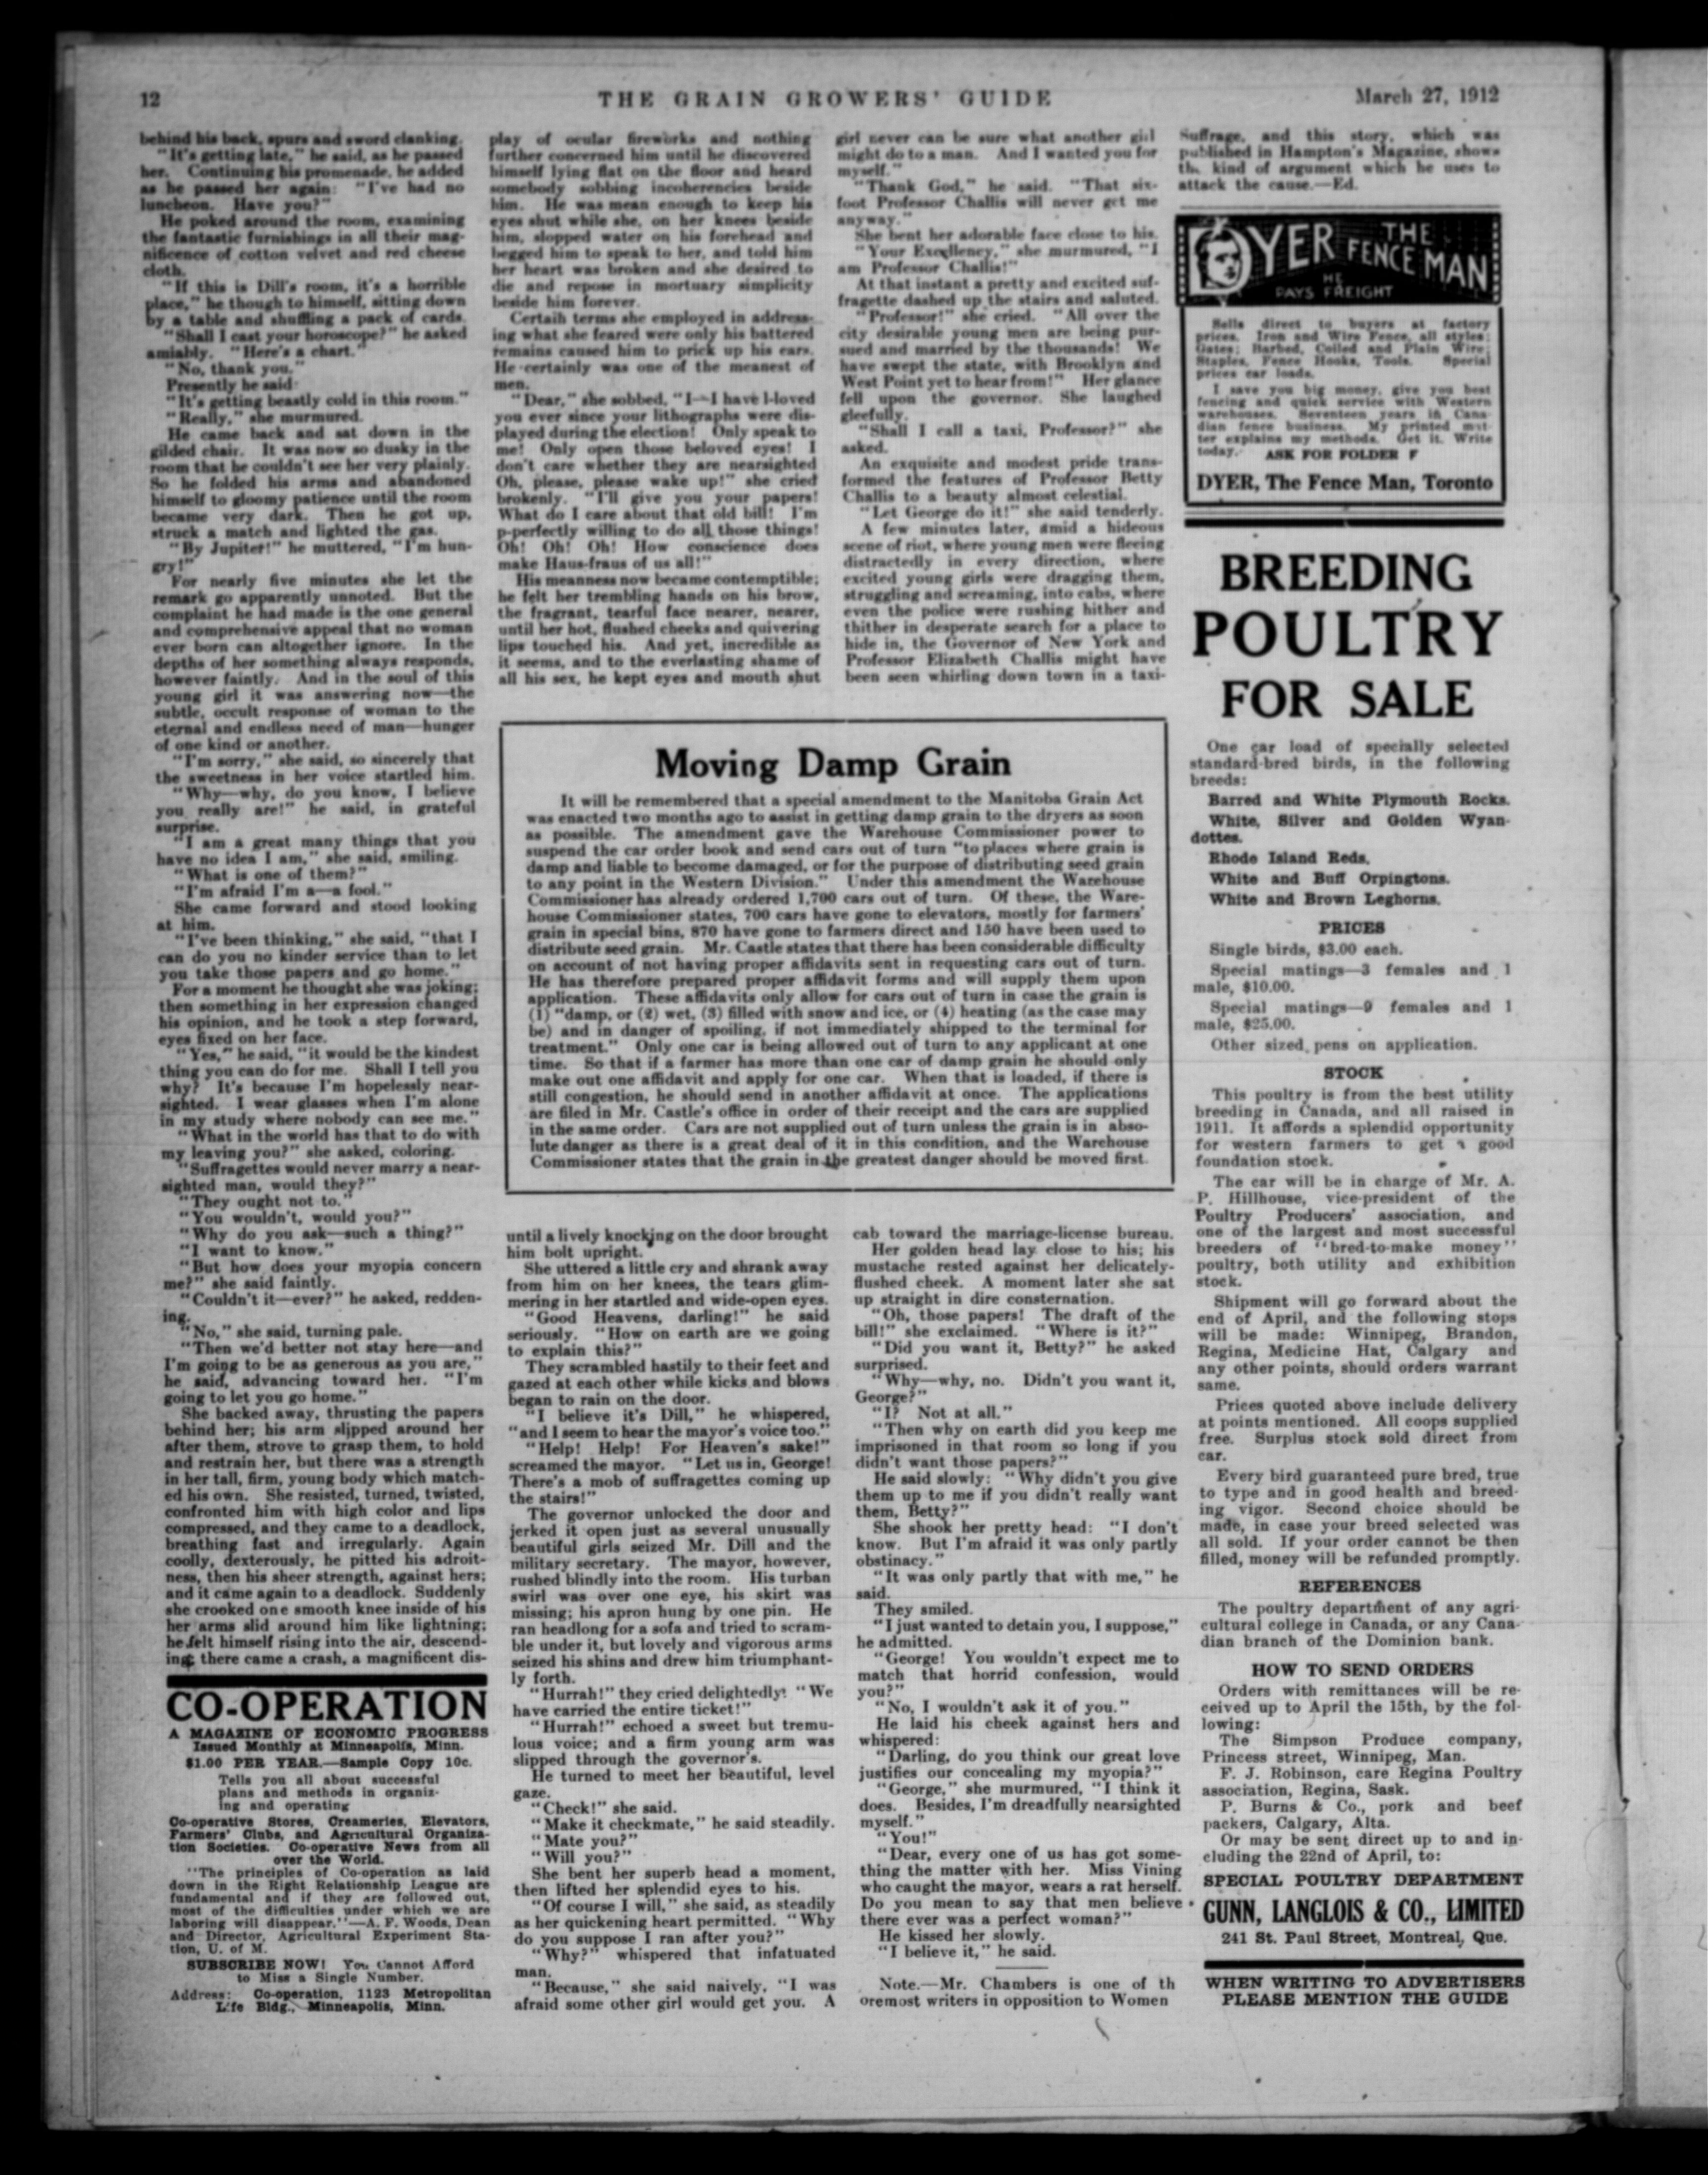 12
THE GRAIN GROWERS' GUIDE
March 27, 1912
behind his back, spurs and sword clanking.
"It's getting late," he said, as he passed
her. Continuing his promenade, he added
as he passed her again: "I've had no
luncheon. Have you?"
He poked around the room, examining
the fantastic furnishings in all their mag-
nificence of cotton velvet and red cheese
cloth.
"If this is Dill's room, it's a horrible
place," he though to himself, sitting down
by a table and shuffling a pack of cards.
"Shall I cast your horoscope?" he asked
amiably. "Here's a chart."
"No, thank you."
Presently he said:
"It's getting beastly cold in this room."
"Really," she murmured.
He came back and sat down in the
gilded chair. It was now so dusky in the
room that he couldn't see her very plainly.
So he folded his arms and abandoned
himself to gloomy patience until the room
became very dark. Then he got up,
struck a match and lighted the gas.
"By Jupiter!" he muttered, "I'm hun-
gry!"
For nearly five minutes she let the
remark go apparently unnoted. But the
complaint he had made is the one general
and comprehensive appeal that no woman
ever born can altogether ignore. In the
depths of her something always responds,
however faintly. And in the soul of this
young girl it was answering now—the
subtle, occult response of woman to the
eternal and endless need of man—hunger
of one kind or another.
"I'm sorry," she said, so sincerely that
the sweetness in her voice startled him.
"Why—why, do you know, I believe
you really are!" he said, in grateful
surprise.
"I am a great many things that you
have no idea I am," she said, smiling.
"What is one of them?"
"I'm afraid I'm a—a fool."
She came forward and stood looking
at him.
"I've been thinking," she said, "that I
can do you no kinder service than to let
you take those papers and go home."
For a moment he thought she was joking;
then something in her expression changed
his opinion, and he took a step forward,
eyes fixed on her face.
"Yes," he said, "it would be the kindest
thing you can do for me. Shall I tell you
why? It's because I'm hopelessly near-
sighted. I wear glasses when I'm alone
in my study where nobody can see me."
"What in the world has that to do with
my leaving you?" she asked, coloring.
"Suffragettes would never marry a near-
sighted man, would they?"
"They ought not to."
"You wouldn't, would you?"
"Why do you ask—such a thing?"
"I want to know."
"But how does your myopia concern
me?" she said faintly.
"Couldn't it—ever?" he asked, redden-
ing.
"No," she said, turning pale.
"Then we'd better not stay here—and
I'm going to be as generous as you are,"
he said, advancing toward her. "I'm
going to let you go home."
She backed away, thrusting the papers
behind her; his arm slipped around her
after them, strove to grasp them, to hold
and restrain her, but there was a strength
in her tall, firm, young body which match-
ed his own. She resisted, turned, twisted,
confronted him with high color and lips
compressed, and they came to a deadlock,
breathing fast and irregularly. Again
coolly, dexterously, he pitted his adroit-
ness, then his sheer strength, against hers;
and it came again to a deadlock. Suddenly
she crooked one smooth knee inside of his
her arms slid around him like lightning;
he felt himself rising into the air, descend-
ing; there came a crash, a magnificent dis-
CO-OPERATION
A MAGAZINE OF ECONOMIC PROGRESS
Issued Monthly at Minneapolis, Minn.
$1.00 PER YEAR.—Sample Copy 10c.
Tells you all about successful
plans and methods in organiz-
ing and operating
Co-operative Stores, Creameries, Elevators,
Farmers' Clubs, and Agricultural Organiza-
tion Societies. Co-operative News from all
over the World.
"The principles of Co-operation as laid
down in the Right Relationship League are
fundamental and if they are followed out,
most of the difficulties under which we are
laboring will disappear."—A. F. Woods, Dean
and Director, Agricultural Experiment Sta-
tion, U. of M.
SUBSCRIBE NOW! You Cannot Afford
to Miss a Single Number.
Address: Co-operation, 1123 Metropolitan
Life Bldg., Minneapolis, Minn.
play of ocular fireworks and nothing
further concerned him until he discovered
himself lying flat on the floor and heard
somebody sobbing incoherencies beside
him. He was mean enough to keep his
eyes shut while she, on her knees beside
him, slopped water on his forehead and
begged him to speak to her, and told him
her heart was broken and she desired to
die and repose in mortuary simplicity
beside him forever.
Certain terms she employed in address-
ing what she feared were only his battered
remains caused him to prick up his ears.
He certainly was one of the meanest of
men.
"Dear," she sobbed, "I—I have l-loved
you ever since your lithographs were dis-
played during the election! Only speak to
me! Only open those beloved eyes! I
don't care whether they are nearsighted
Oh, please, please wake up!" she cried
brokenly. "I'll give you your papers!
What do I care about that old bill! I'm
p-perfectly willing to do all those things!
Oh! Oh! Oh! How conscience does
make Haus-fraus of us all!"
His meanness now became contemptible;
he felt her trembling hands on his brow,
the fragrant, tearful face nearer, nearer,
until her hot, flushed cheeks and quivering
lips touched his. And yet, incredible as
it seems, and to the everlasting shame of
all his sex, he kept eyes and mouth shut
girl never can be sure what another girl
might do to a man. And I wanted you for
myself."
"Thank God," he said. "That six-
foot Professor Challis will never get me
anyway."
She bent her adorable face close to his.
"Your Excellency," she murmured, "I
am Professor Challis!"
At that instant a pretty and excited suf-
fragette dashed up the stairs and saluted.
"Professor!" she cried. "All over the
city desirable young men are being pur-
sued and married by the thousands! We
have swept the state, with Brooklyn and
West Point yet to hear from!" Her glance
fell upon the governor. She laughed
gleefully.
"Shall I call a taxi, Professor?" she
asked.
An exquisite and modest pride trans-
formed the features of Professor Betty
Challis to a beauty almost celestial.
"Let George do it!" she said tenderly.
A few minutes later, amid a hideous
scene of riot, where young men were fleeing
distractedly in every direction, where
excited young girls were dragging them,
struggling and screaming, into cabs, where
even the police were rushing hither and
thither in desperate search for a place to
hide in, the Governor of New York and
Professor Elizabeth Challis might have
been seen whirling down town in a taxi-
Moving Damp Grain
It will be remembered that a special amendment to the Manitoba Grain Act
was enacted two months ago to assist in getting damp grain to the dryers as soon
as possible. The amendment gave the Warehouse Commissioner power to
suspend the car order book and send cars out of turn "to places where grain is
damp and liable to become damaged, or for the purpose of distributing seed grain
to any point in the Western Division." Under this amendment the Warehouse
Commissioner has already ordered 1,700 cars out of turn. Of these, the Ware-
house Commissioner states, 700 cars have gone to elevators, mostly for farmers'
grain in special bins, 870 have gone to farmers direct and 150 have been used to
distribute seed grain. Mr. Castle states that there has been considerable difficulty
on account of not having proper affidavits sent in requesting cars out of turn.
He has therefore prepared proper affidavit forms and will supply them upon
application. These affidavits only allow for cars out of turn in case the grain is
(1) "damp, or (2) wet, (3) filled with snow and ice, or (4) heating (as the case may
be) and in danger of spoiling, if not immediately shipped to the terminal for
treatment." Only one car is being allowed out of turn to any applicant at one
time. So that if a farmer has more than one car of damp grain he should only
make out one affidavit and apply for one car. When that is loaded, if there is
still congestion, he should send in another affidavit at once. The applications
are filed in Mr. Castle's office in order of their receipt and the cars are supplied
in the same order. Cars are not supplied out of turn unless the grain is in abso-
lute danger as there is a great deal of it in this condition, and the Warehouse
Commissioner states that the grain in the greatest danger should be moved first.
until a lively knocking on the door brought
him bolt upright.
She uttered a little cry and shrank away
from him on her knees, the tears glim-
mering in her startled and wide-open eyes.
"Good Heavens, darling!" he said
seriously. "How on earth are we going
to explain this?"
They scrambled hastily to their feet and
gazed at each other while kicks and blows
began to rain on the door.
"I believe it's Dill," he whispered,
"and I seem to hear the mayor's voice too."
"Help! Help! For Heaven's sake!"
screamed the mayor. "Let us in, George!
There's a mob of suffragettes coming up
the stairs!"
The governor unlocked the door and
jerked it open just as several unusually
beautiful girls seized Mr. Dill and the
military secretary. The mayor, however,
rushed blindly into the room. His turban
swirl was over one eye, his skirt was
missing; his apron hung by one pin. He
ran headlong for a sofa and tried to scram-
ble under it, but lovely and vigorous arms
seized his shins and drew him triumphant-
ly forth.
"Hurrah!" they cried delightedly. "We
have carried the entire ticket!"
"Hurrah!" echoed a sweet but tremu-
lous voice; and a firm young arm was
slipped through the governor's.
He turned to meet her beautiful, level
gaze.
"Check!" she said.
"Make it checkmate," he said steadily.
"Mate you?"
"Will you?"
She bent her superb head a moment,
then lifted her splendid eyes to his.
"Of course I will," she said, as steadily
as her quickening heart permitted. "Why
do you suppose I ran after you?"
"Why?" whispered that infatuated
man.
"Because," she said naively, "I was
afraid some other girl would get you. A
cab toward the marriage-license bureau.
Her golden head lay close to his; his
mustache rested against her delicately-
flushed cheek. A moment later she sat
up straight in dire consternation.
"Oh, those papers! The draft of the
bill!" she exclaimed. "Where is it?"
"Did you want it, Betty?" he asked
surprised.
"Why—why, no. Didn't you want it,
George?"
"I? Not at all."
"Then why on earth did you keep me
imprisoned in that room so long if you
didn't want those papers?"
He said slowly: "Why didn't you give
them up to me if you didn't really want
them, Betty?"
She shook her pretty head: "I don't
know. But I'm afraid it was only partly
obstinacy."
"It was only partly that with me," he
said.
They smiled.
"I just wanted to detain you, I suppose,"
he admitted.
"George! You wouldn't expect me to
match that horrid confession, would
you?"
"No, I wouldn't ask it of you."
He laid his cheek against hers and
whispered:
"Darling, do you think our great love
justifies our concealing my myopia?"
"George," she murmured, "I think it
does. Besides, I'm dreadfully nearsighted
myself."
"You!"
"Dear, every one of us has got some-
thing the matter with her. Miss Vining
who caught the mayor, wears a rat herself.
Do you mean to say that men believe
there ever was a perfect woman?"
He kissed her slowly.
"I believe it," he said.
Note.—Mr. Chambers is one of th
oremost writers in opposition to Women
Suffrage, and this story, which was
published in Hampton's Magazine, shows
the kind of argument which he uses to
attack the cause.—Ed.
DYER THE FENCE MAN
HE PAYS FREIGHT
Sells direct to buyers at factory
prices. Iron and Wire Fence, all styles;
Gates; Barbed, Coiled and Plain Wire;
Staples, Fence Hooks, Tools. Special
prices car loads.
I save you big money, give you best
fencing and quick service with Western
warehouses. Seventeen years in Cana-
dian fence business. My printed mat-
ter explains my methods. Get it. Write
today. ASK FOR FOLDER F
DYER, The Fence Man, Toronto
BREEDING
POULTRY
FOR SALE
One car load of specially selected
standard-bred birds, in the following
breeds:
Barred and White Plymouth Rocks.
White, Silver and Golden Wyan-
dottes.
Rhode Island Reds.
White and Buff Orpingtons.
White and Brown Leghorns.
PRICES
Single birds, $3.00 each.
Special matings—3 females and 1
male, $10.00.
Special matings—9 females and 1
male, $25.00.
Other sized pens on application.
STOCK
This poultry is from the best utility
breeding in Canada, and all raised in
1911. It affords a splendid opportunity
for western farmers to get a good
foundation stock.
The car will be in charge of Mr. A.
P. Hillhouse, vice-president of the
Poultry Producers' association, and
one of the largest and most successful
breeders of "bred-to-make money"
poultry, both utility and exhibition
stock.
Shipment will go forward about the
end of April, and the following stops
will be made: Winnipeg, Brandon,
Regina, Medicine Hat, Calgary and
any other points, should orders warrant
same.
Prices quoted above include delivery
at points mentioned. All coops supplied
free. Surplus stock sold direct from
car.
Every bird guaranteed pure bred, true
to type and in good health and breed-
ing vigor. Second choice should be
made, in case your breed selected was
all sold. If your order cannot be then
filled, money will be refunded promptly.
REFERENCES
The poultry department of any agri-
cultural college in Canada, or any Cana-
dian branch of the Dominion bank.
HOW TO SEND ORDERS
Orders with remittances will be re-
ceived up to April the 15th, by the fol-
lowing:
The Simpson Produce company,
Princess street, Winnipeg, Man.
F. J. Robinson, care Regina Poultry
association, Regina, Sask.
P. Burns & Co., pork and beef
packers, Calgary, Alta.
Or may be sent direct up to and in-
cluding the 22nd of April, to:
SPECIAL POULTRY DEPARTMENT
GUNN, LANGLOIS & CO., LIMITED
241 St. Paul Street, Montreal, Que.
WHEN WRITING TO ADVERTISERS
PLEASE MENTION THE GUIDE